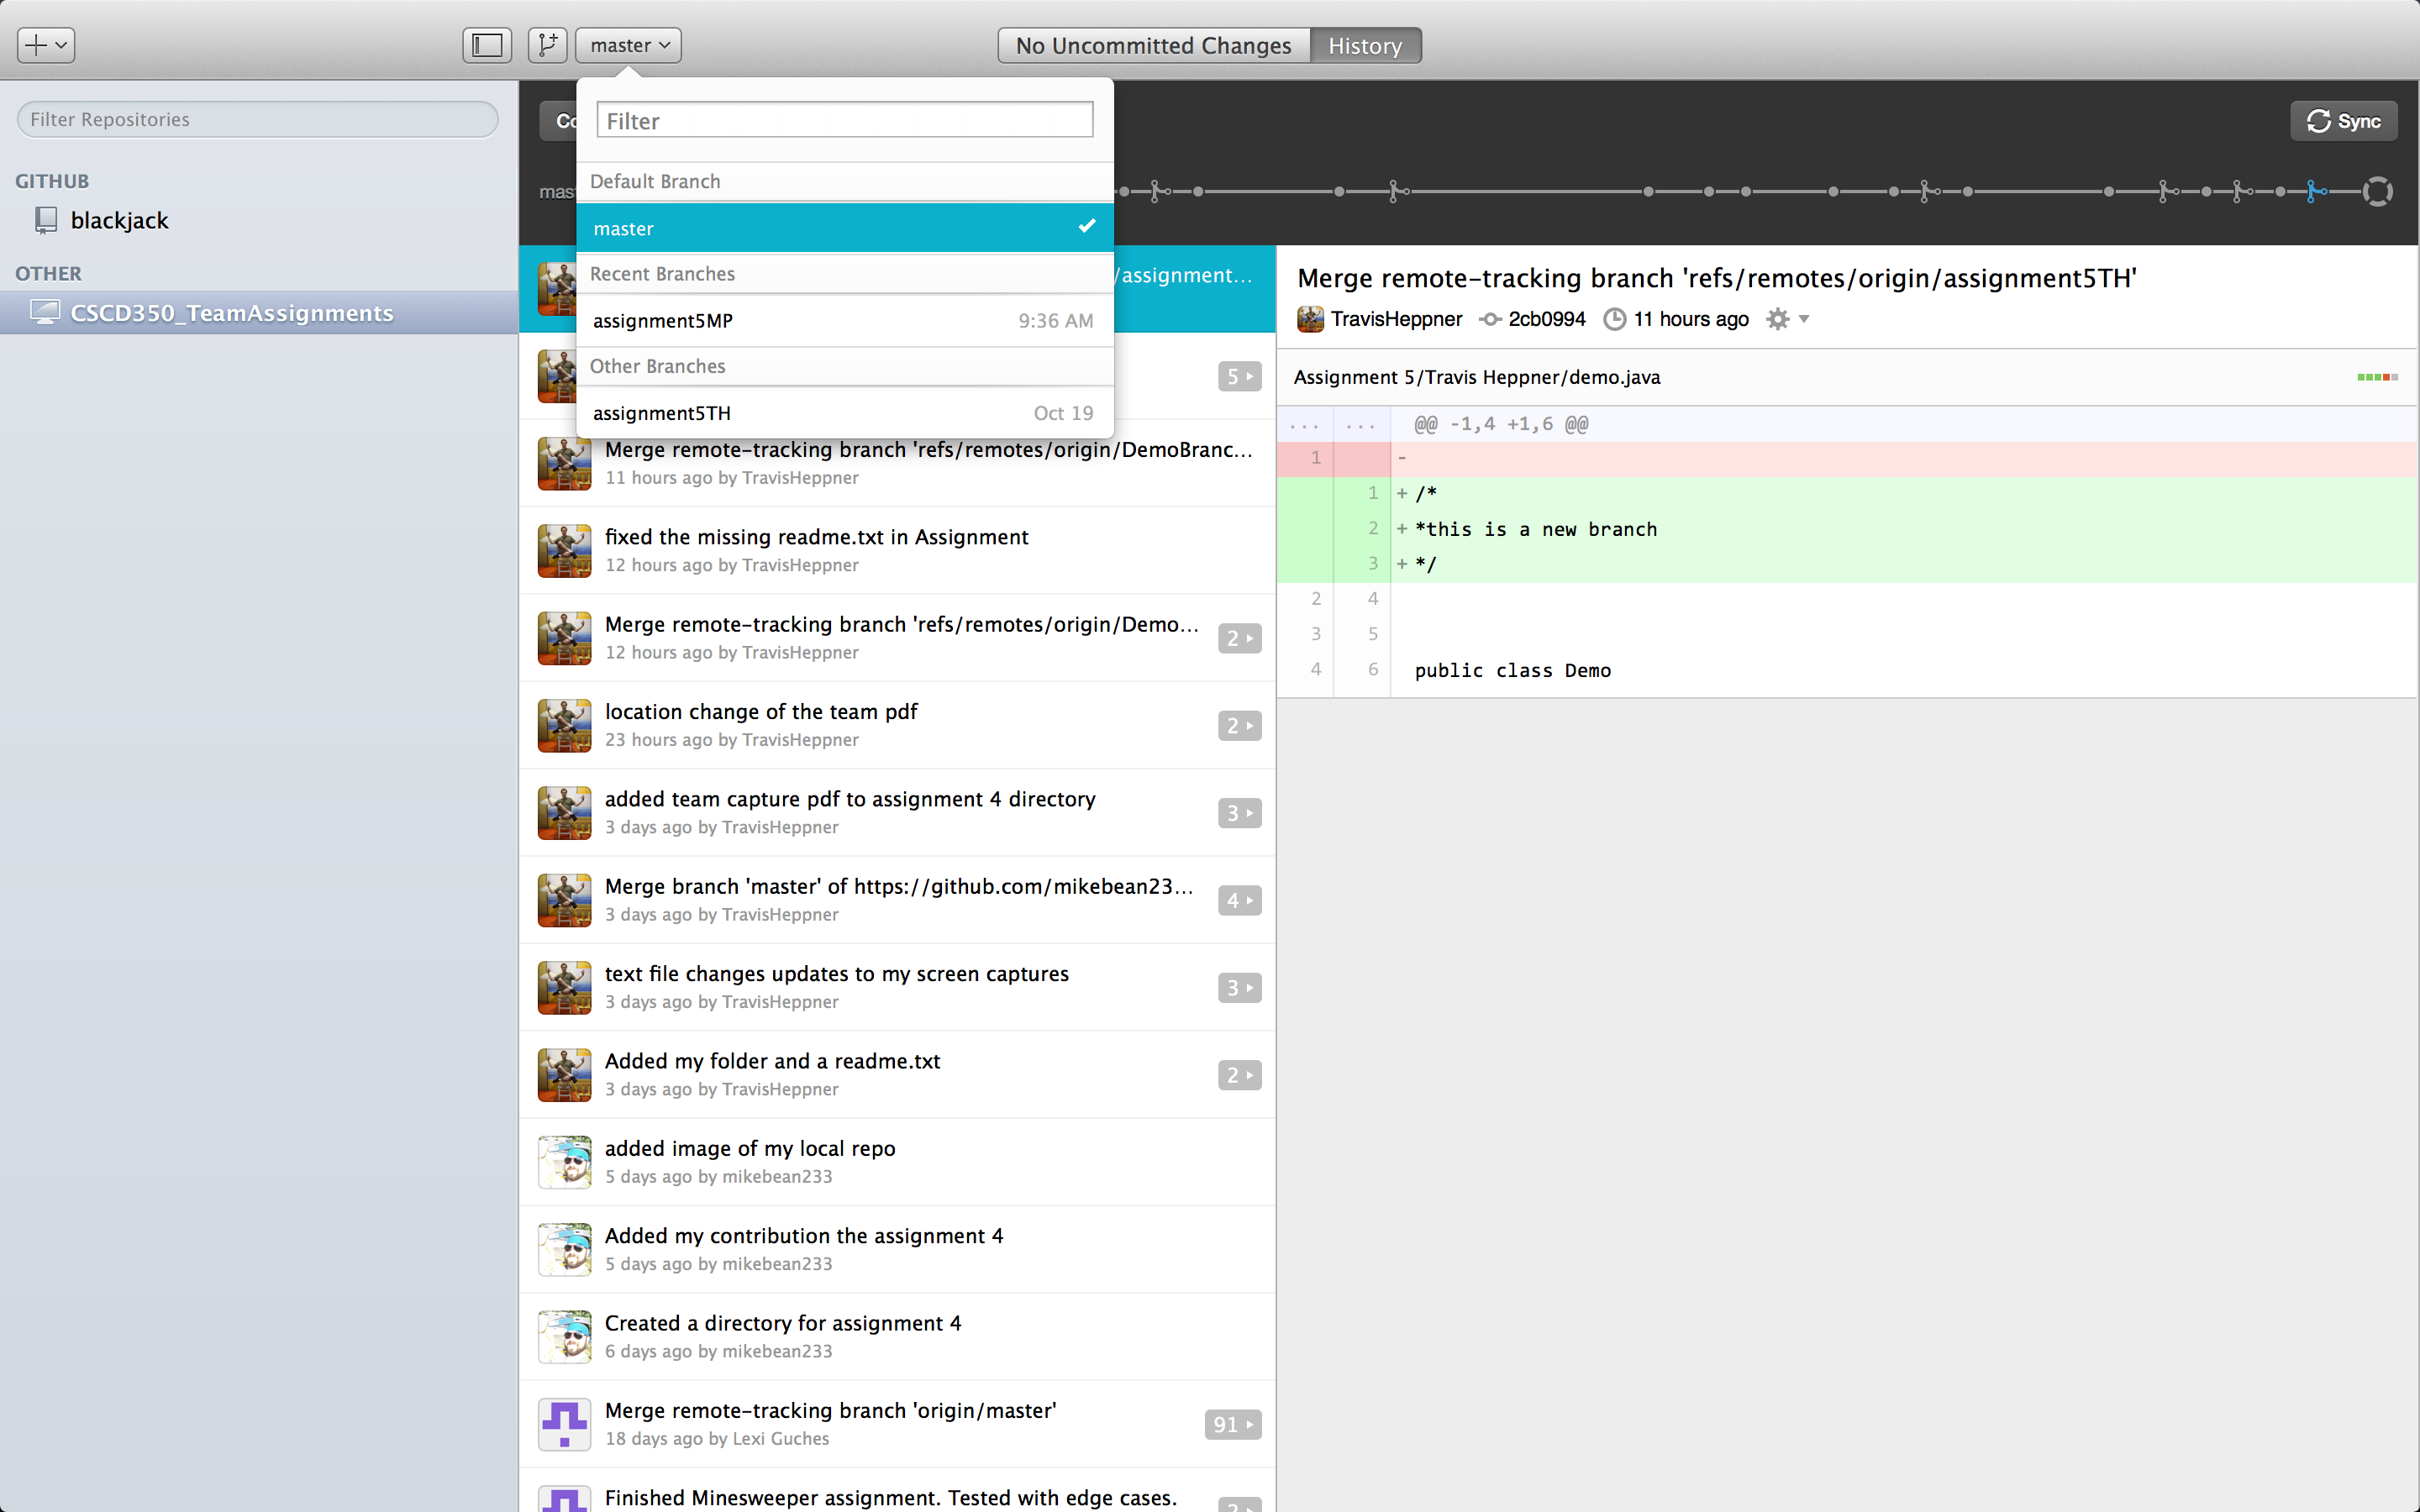 master
No Uncommitted Changes
History
Filter Repositories
GITHUB
blackjack
OTHER
CSCD350_TeamAssignments
Filter
Default Branch
master
Recent Branches
assignment5MP 9:36 AM
Other Branches
assignment5TH Oct 19
Sync
/assignment...
5
Merge remote-tracking branch 'refs/remotes/origin/DemoBranc...
11 hours ago by TravisHeppner
fixed the missing readme.txt in Assignment
12 hours ago by TravisHeppner
Merge remote-tracking branch 'refs/remotes/origin/Demo...
2
12 hours ago by TravisHeppner
location change of the team pdf
2
23 hours ago by TravisHeppner
added team capture pdf to assignment 4 directory
3
3 days ago by TravisHeppner
Merge branch 'master' of https://github.com/mikebean23...
4
3 days ago by TravisHeppner
text file changes updates to my screen captures
3
3 days ago by TravisHeppner
Added my folder and a readme.txt
2
3 days ago by TravisHeppner
added image of my local repo
5 days ago by mikebean233
Added my contribution the assignment 4
5 days ago by mikebean233
Created a directory for assignment 4
6 days ago by mikebean233
Merge remote-tracking branch 'origin/master'
91
18 days ago by Lexi Guches
Finished Minesweeper assignment. Tested with edge cases.
Merge remote-tracking branch 'refs/remotes/origin/assignment5TH'
TravisHeppner 2cb0994 11 hours ago
Assignment 5/Travis Heppner/demo.java
... ... @@ -1,4 +1,6 @@
1 -
1 + /*
2 + *this is a new branch
3 + */
2 4
3 5
4 6 public class Demo